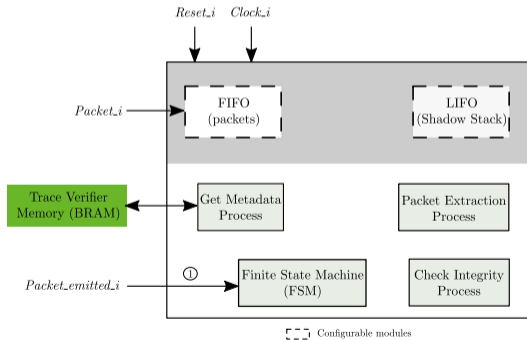 Reset_i Clock_i
Packet_i
FIFO
(packets)
LIFO
(Shadow Stack)
Trace Verifier
Memory (BRAM)
Get Metadata
Process
Packet Extraction
Process
Packet_emitted_i
1
Finite State Machine
(FSM)
Check Integrity
Process
Configurable modules